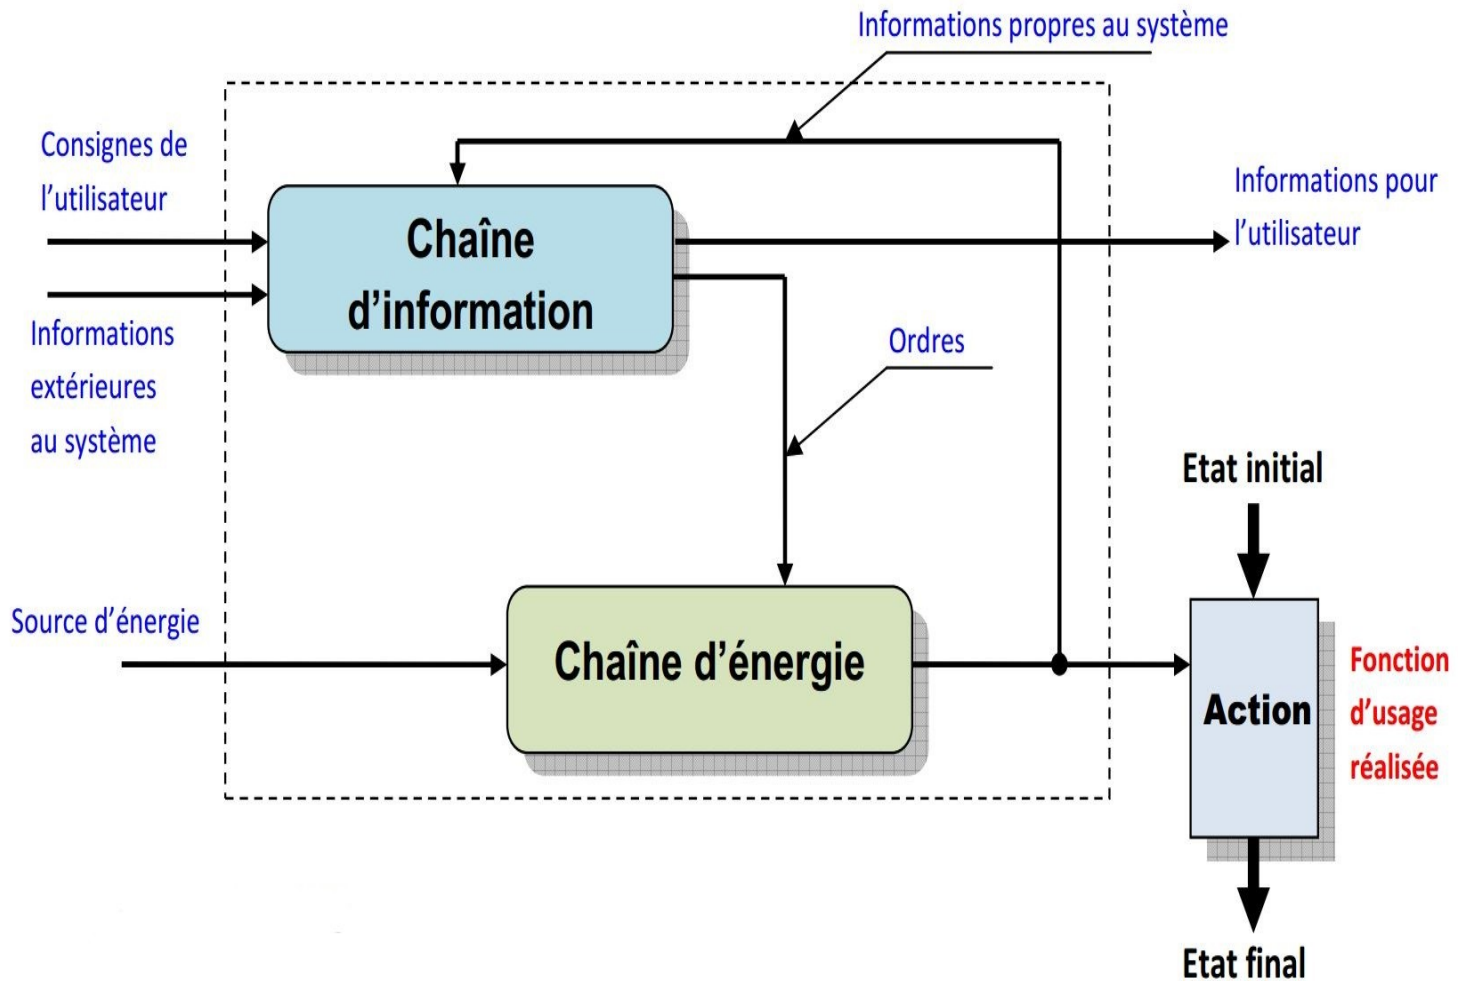 Informations propres au système
Consignes de
l'utilisateur
Informations pour
l'utilisateur
Chaîne
d'information
Informations
extérieures
au système
Ordres
Etat initial
Source d'énergie
Chaîne d'énergie
Action
Fonction
d'usage
réalisée
Etat final